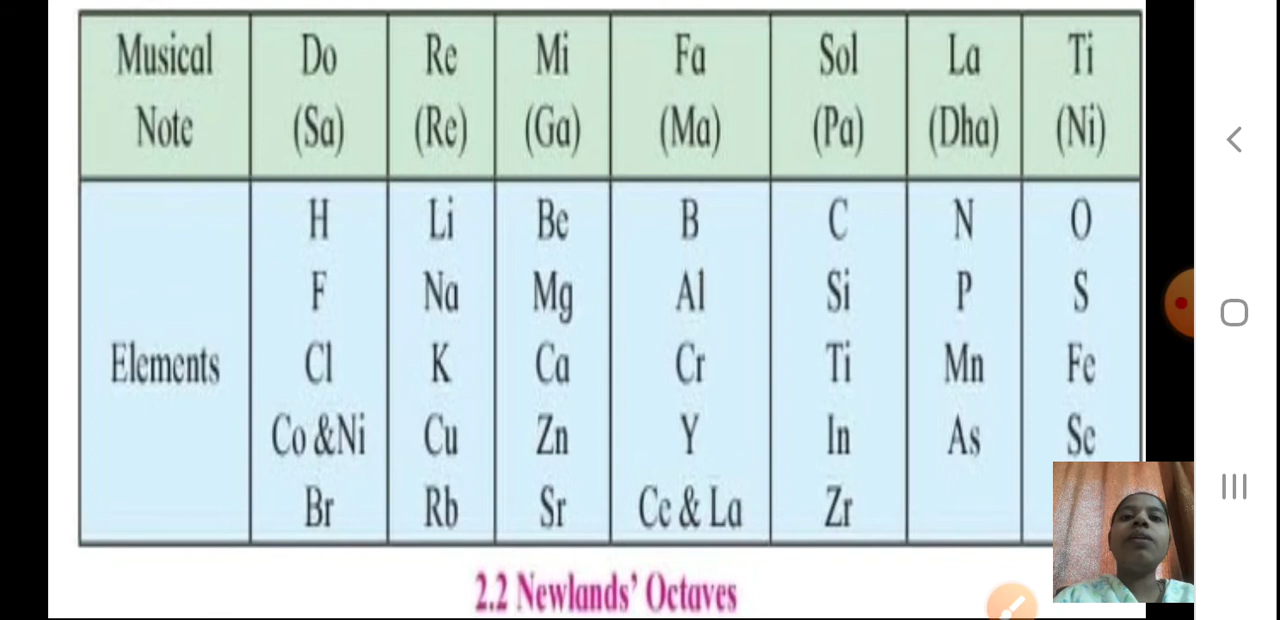 Musical Note Do (Sa) Re (Re) Mi (Ga) Fa (Ma) Sol (Pa) La (Dha) Ti (Ni)
Elements
H Li Be B C N O
F Na Mg Al Si P S
Cl K Ca Cr Ti Mn Fe
Co &Ni Cu Zn Y In As Se
Br Rb Sr Ce & La Zr
2.2 Newlands' Octaves